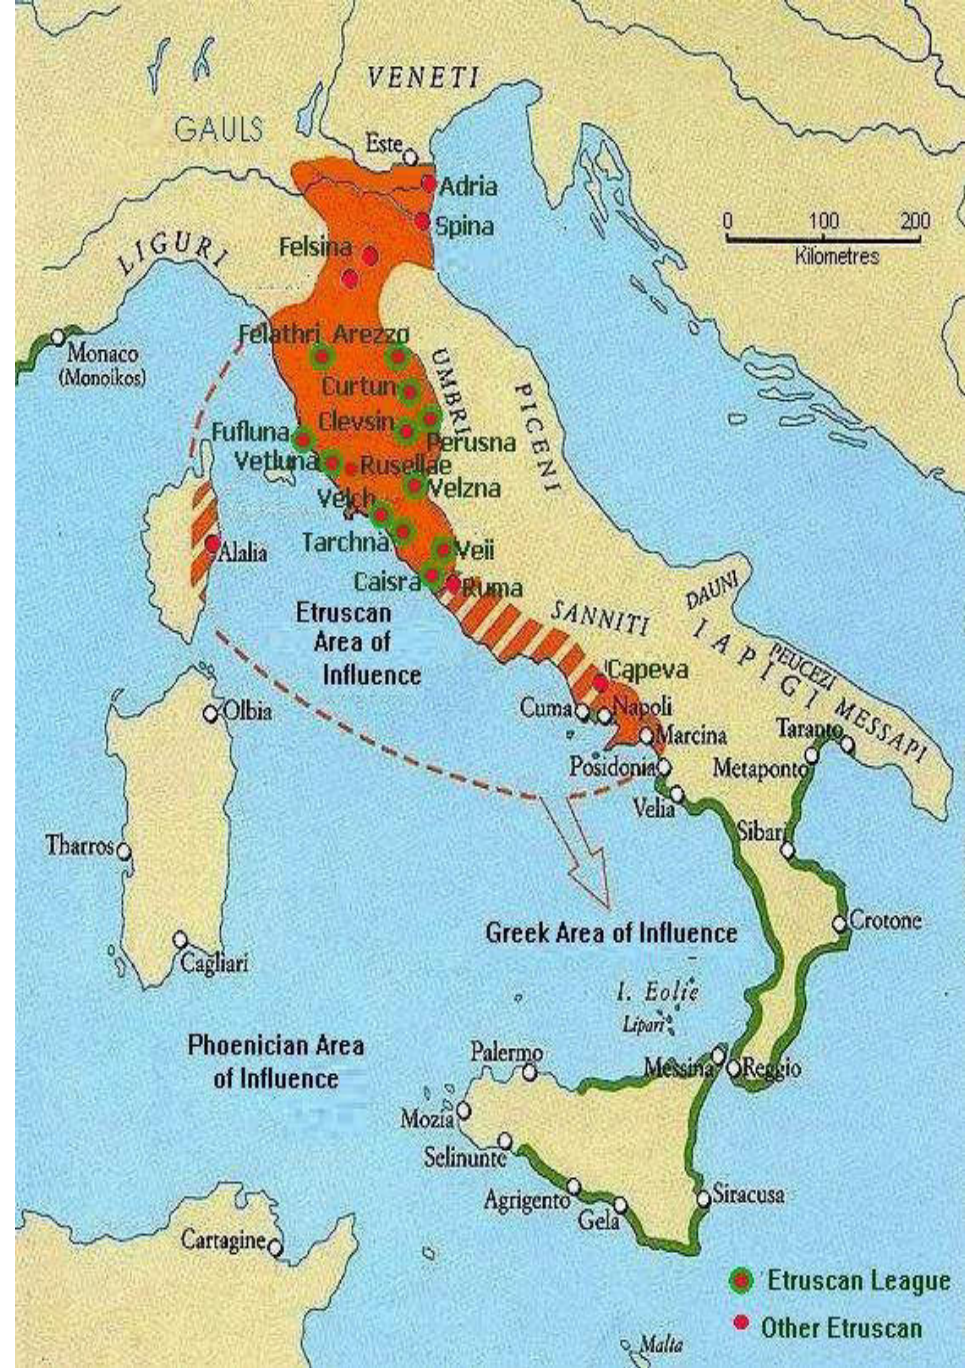 VENETI
GAULS
Este
Adria
Spina
0 100 200
Kilometres
LIGURI
Felsina
Felathri Arezzo
Monaco
(Monoikos)
UMBRI
PICENI
Curtun
Clevsin
Perusna
Fufluna
Vetluna
Rusellae
Velzna
Velch
Tarchna
Veii
Alalia
Caisra
Ruma
Etruscan
Area of
Influence
SANNITI
DAUNI
IAPIGI
PEUCEZI
MESSAPI
Capeva
Olbia
Cuma
Napoli
Marcina
Taranto
Posidonia
Metaponto
Velia
Sibari
Tharros
Crotone
Greek Area of Influence
Cagliari
I. Eolie
Lipari
Phoenician Area
of Influence
Palermo
Messina
Reggio
Mozia
Selinunte
Agrigento
Gela
Siracusa
Cartagine
Etruscan League
Other Etruscan
Malta